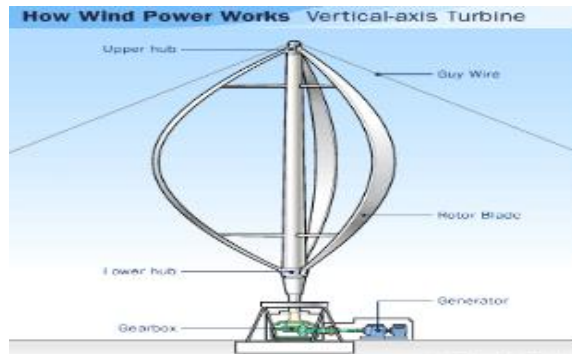 How Wind Power Works Vertical-axis Turbine
Upper hub
Guy Wire
Rotor Blade
Lower hub
Generator
Gearbox